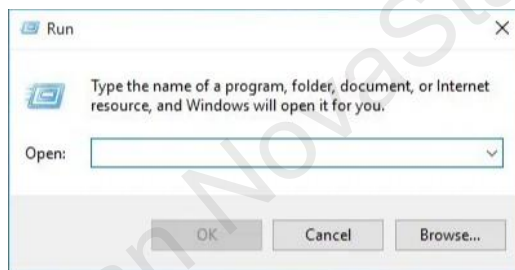 Run
Type the name of a program, folder, document, or Internet
resource, and Windows will open it for you.
Open:
OK Cancel Browse...